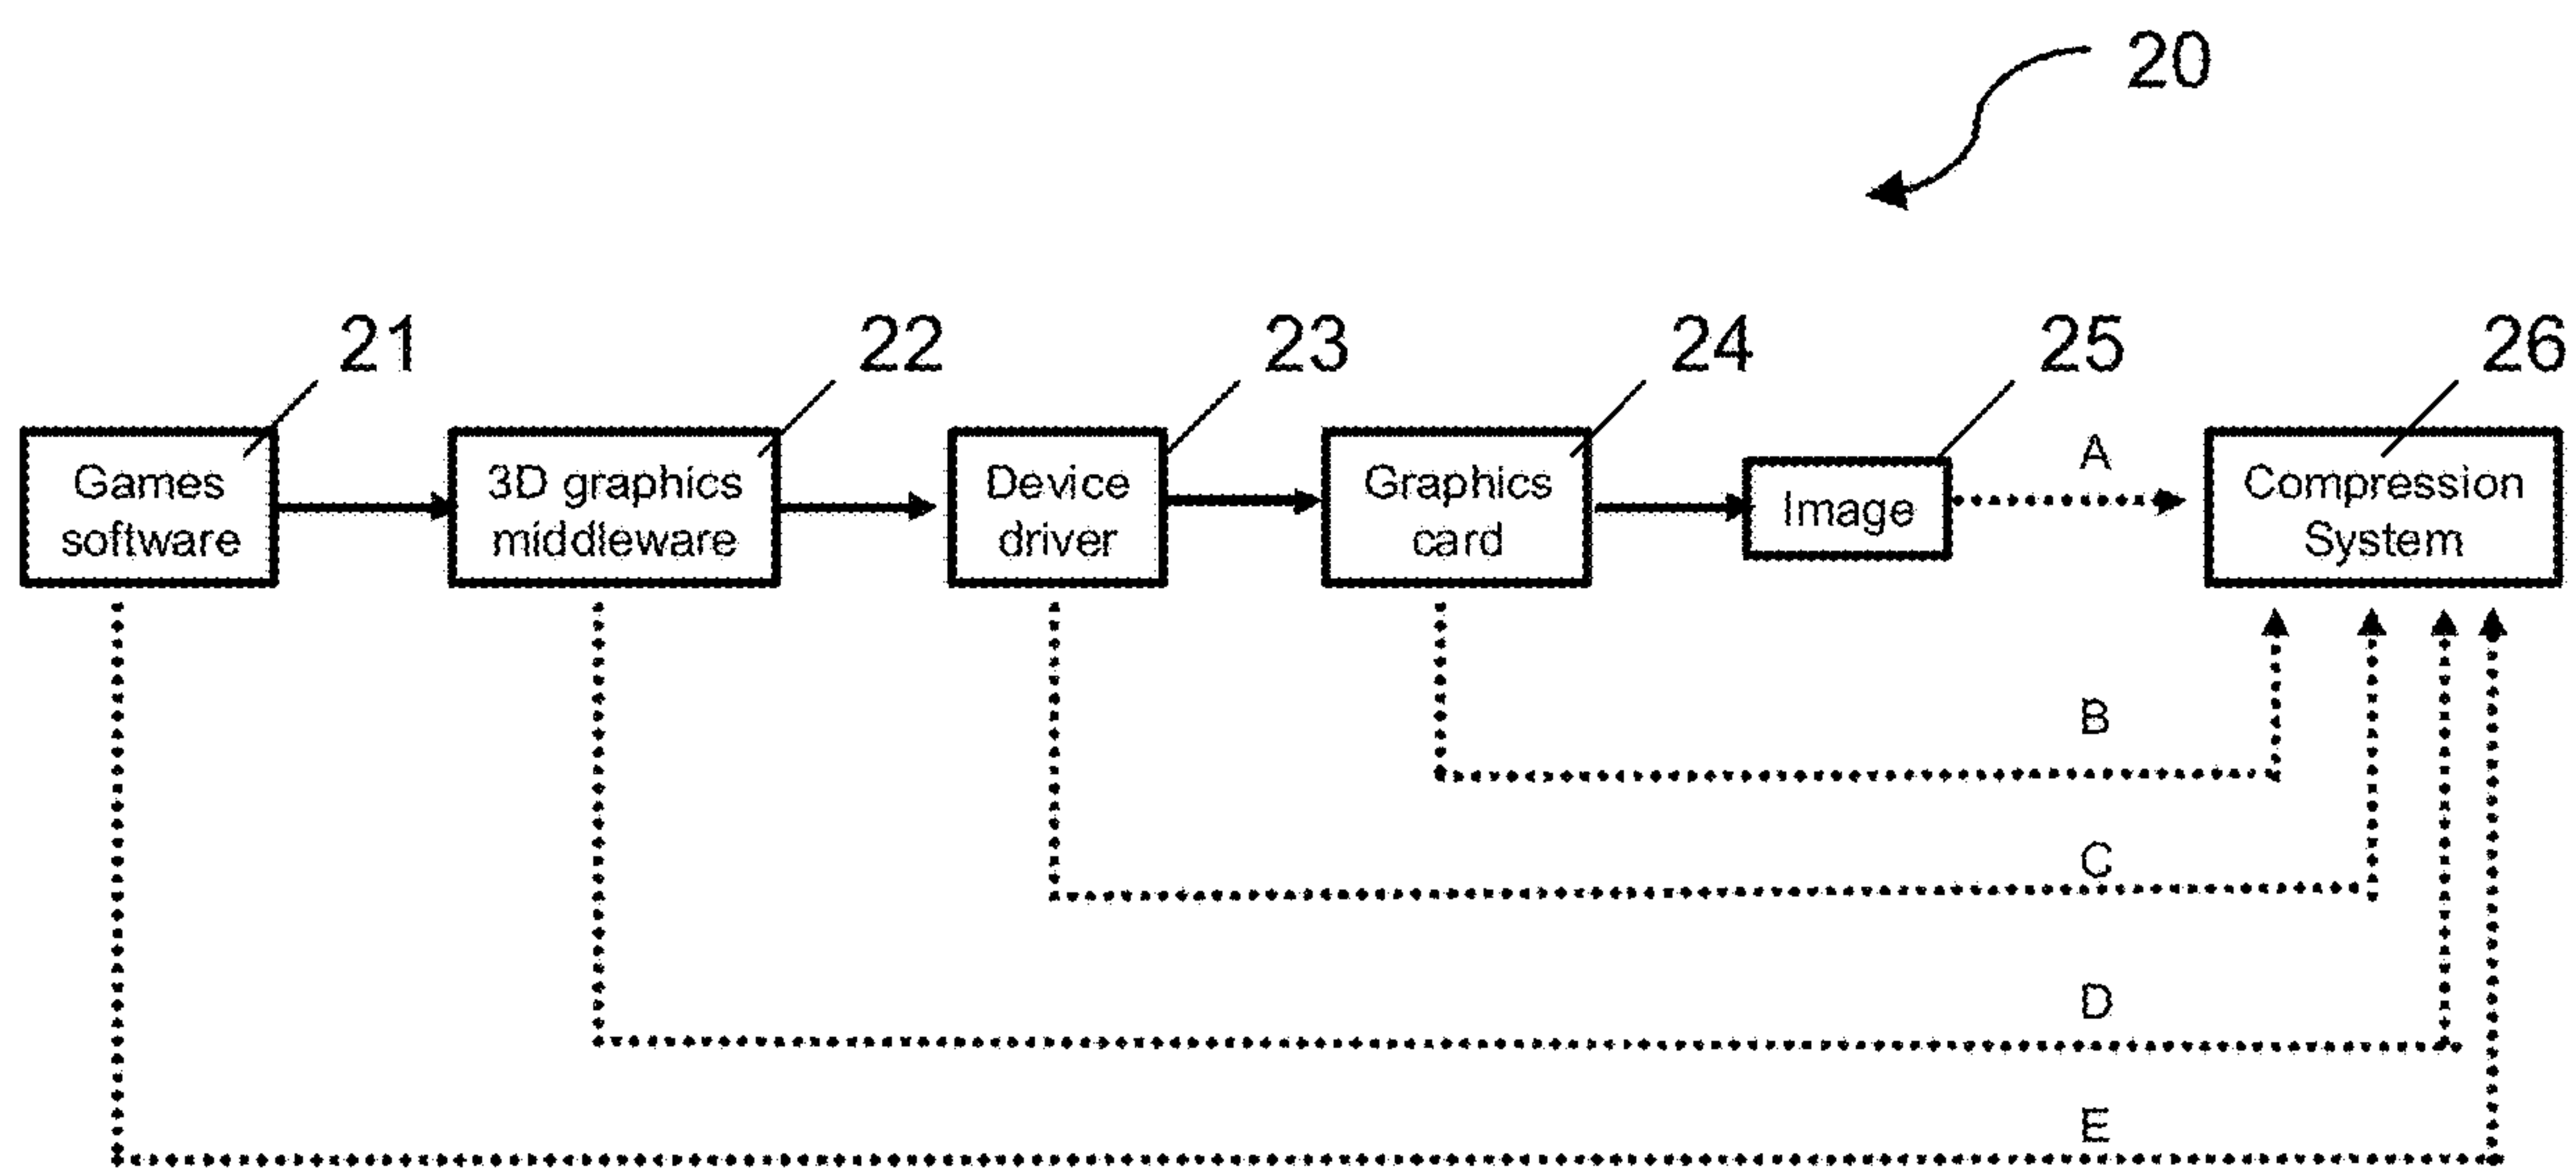 20
21
22
23
24
25
26
Games
software
3D graphics
middleware
Device
driver
Graphics
card
Image
A
Compression
System
B
C
D
E